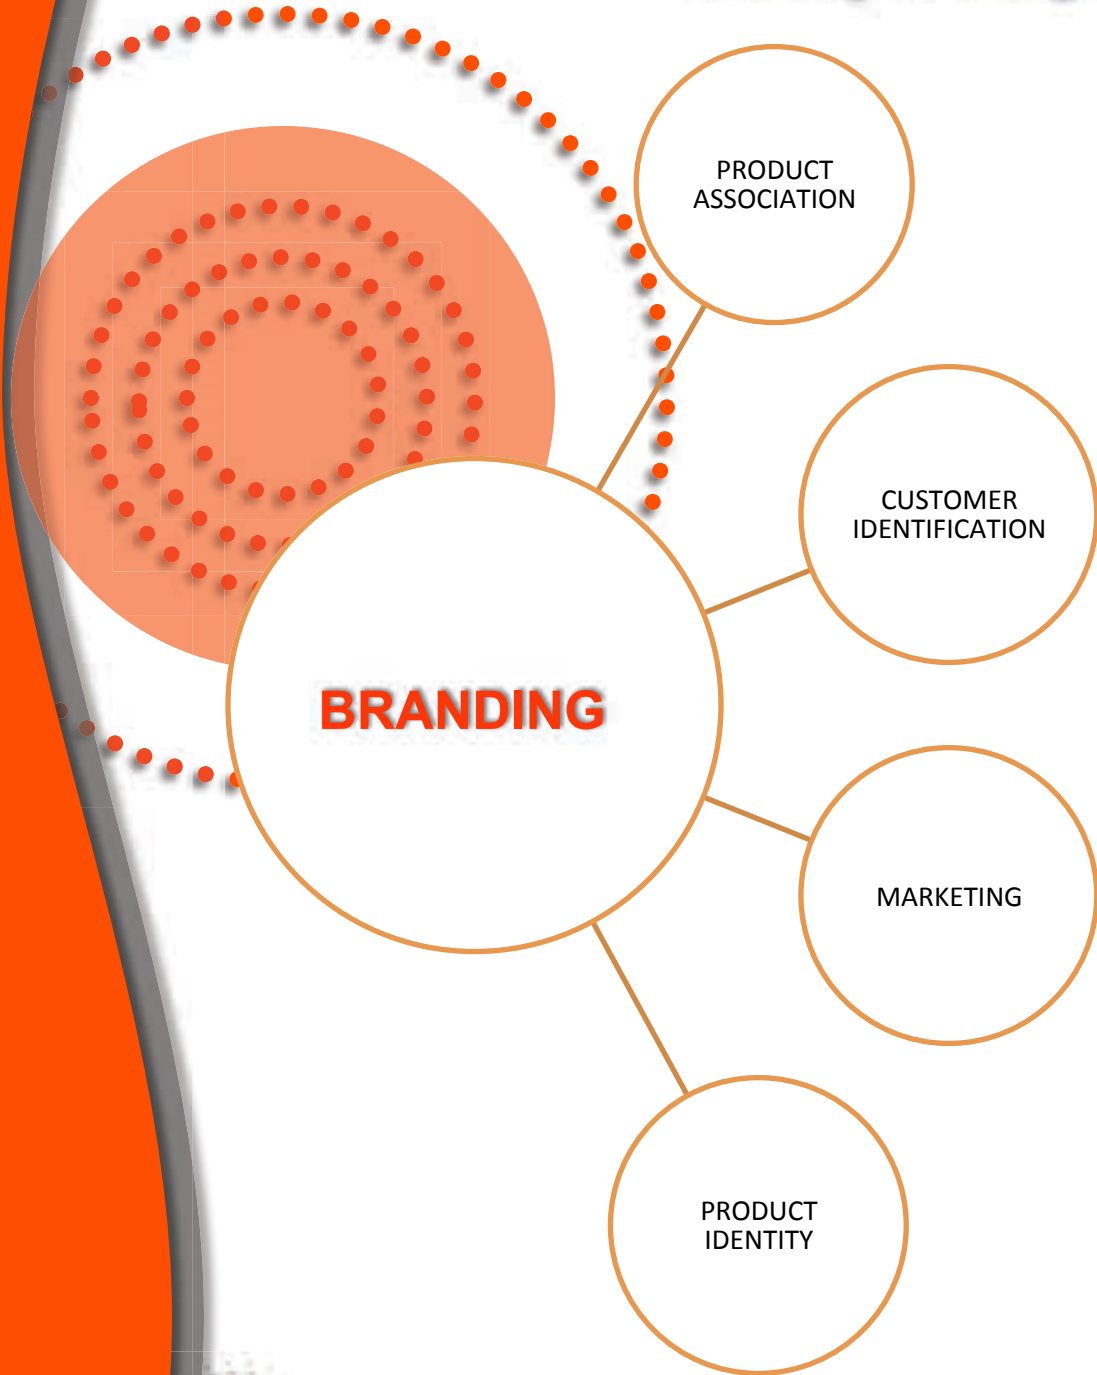 PRODUCT
ASSOCIATION
CUSTOMER
IDENTIFICATION
BRANDING
MARKETING
PRODUCT
IDENTITY